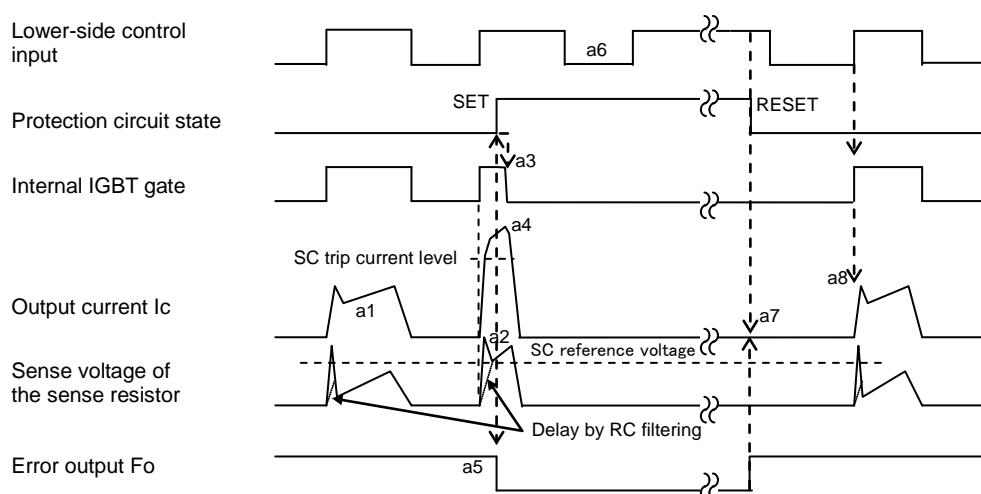 Lower-side control
input
a6
SET
RESET
Protection circuit state
a3
Internal IGBT gate
a4
SC trip current level
a8
Output current Ic
a1
a7
a2
SC reference voltage
Sense voltage of
the sense resistor
Delay by RC filtering
Error output Fo
a5